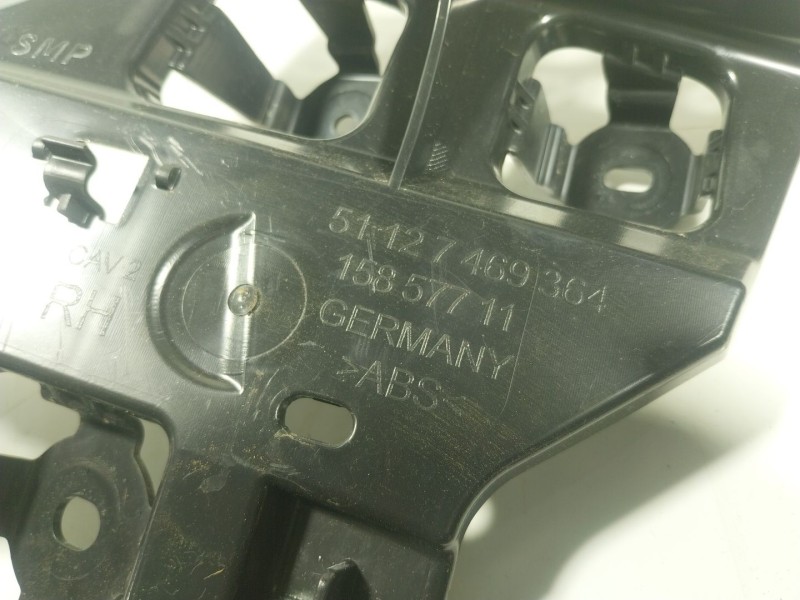 SMP
51 12 7 469 364
158 577 11
GERMANY
>ABS<
CAV 2
RH